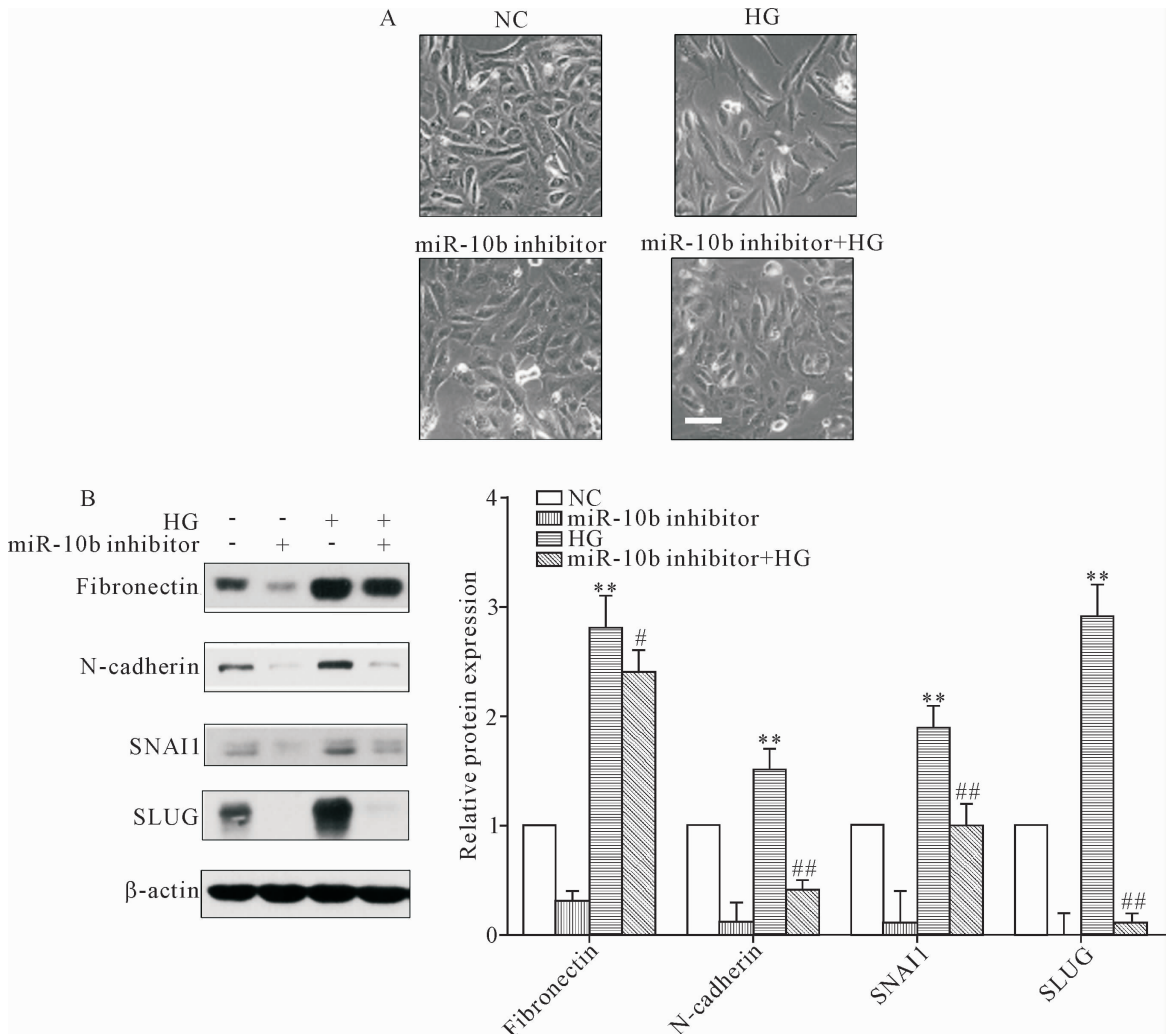 A
NC
HG
miR-10b inhibitor
miR-10b inhibitor+HG
B
HG - - + +
miR-10b inhibitor - + - +
Fibronectin
N-cadherin
SNAI1
SLUG
β-actin
Relative protein expression
4
3
2
1
0
NC
miR-10b inhibitor
HG
miR-10b inhibitor+HG
**
#
**
##
**
##
**
##
Fibronectin
N-cadherin
SNAI1
SLUG